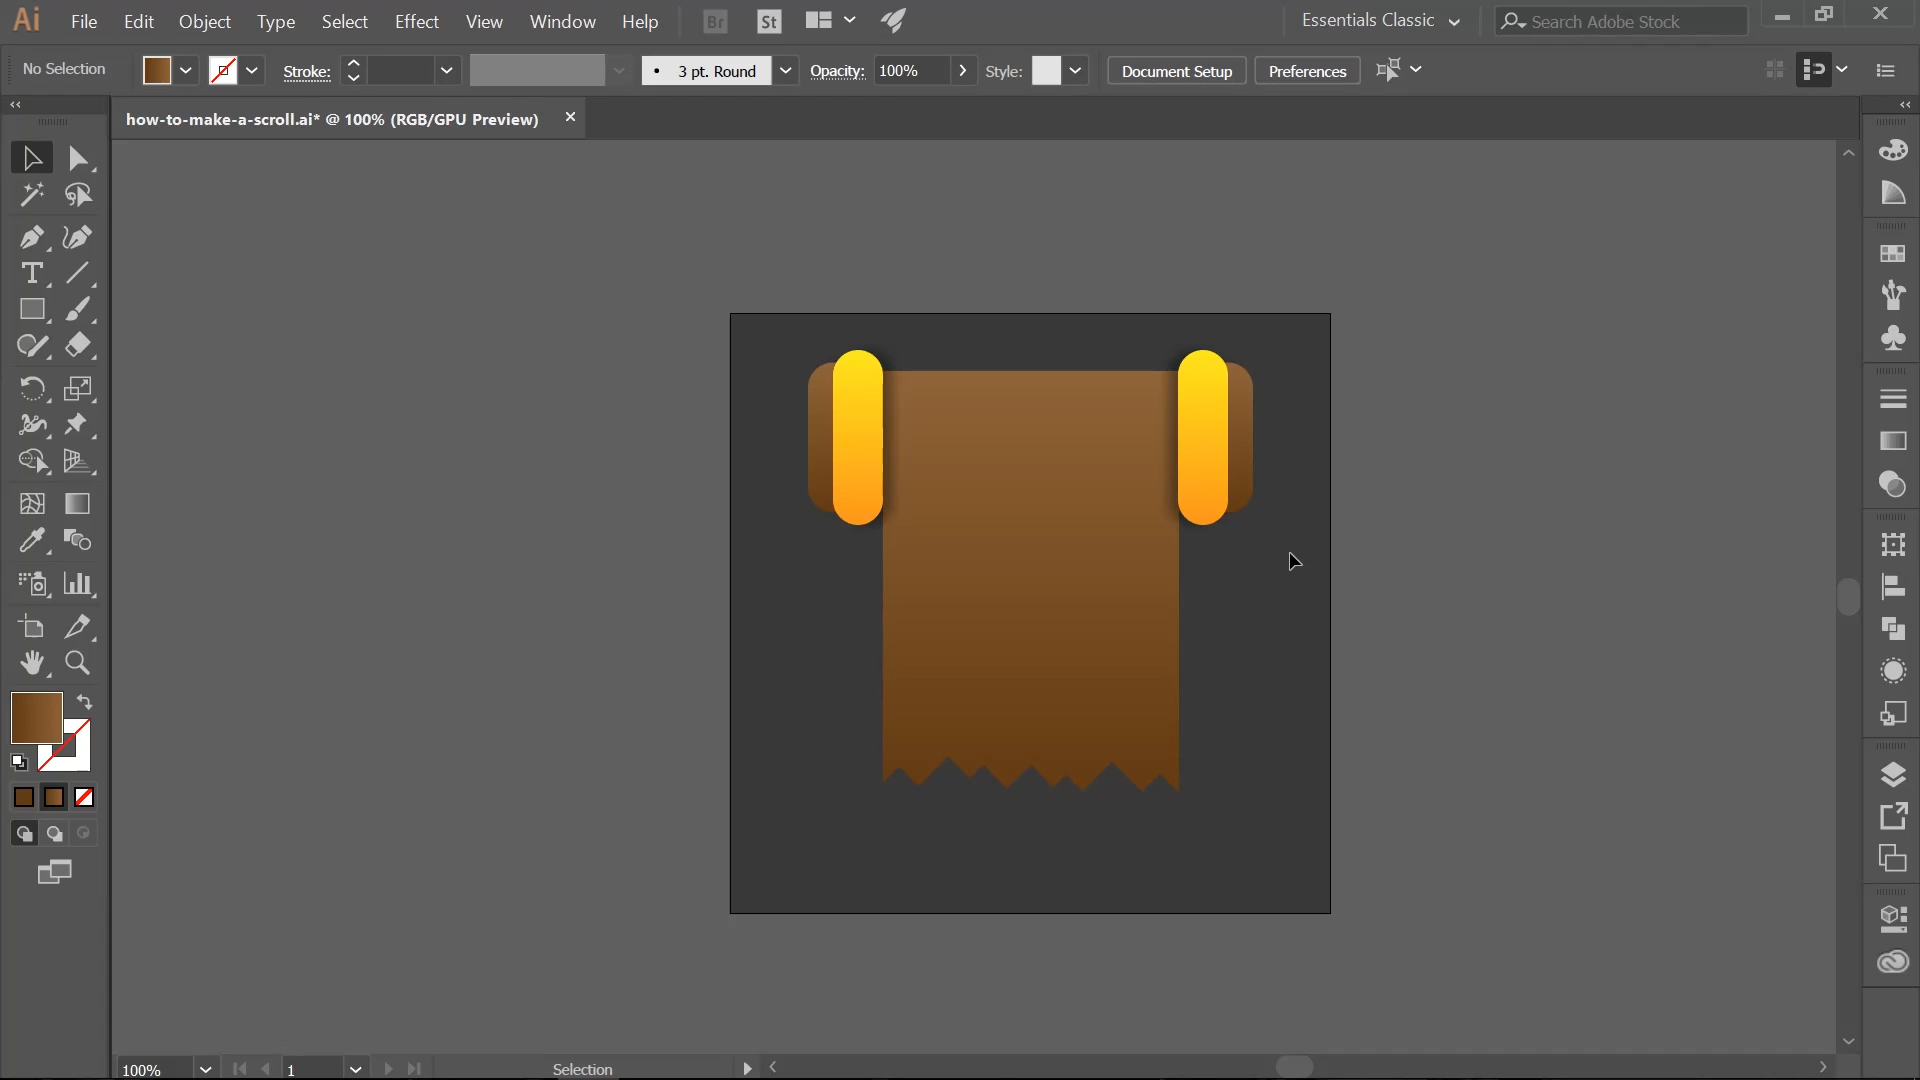 Ai File Edit Object Type Select Effect View Window Help Br St Essentials Classic Search Adobe Stock
No Selection Stroke: 3 pt. Round Opacity: 100% Style: Document Setup Preferences
how-to-make-a-scroll.ai* @ 100% (RGB/GPU Preview)
100% 1 Selection